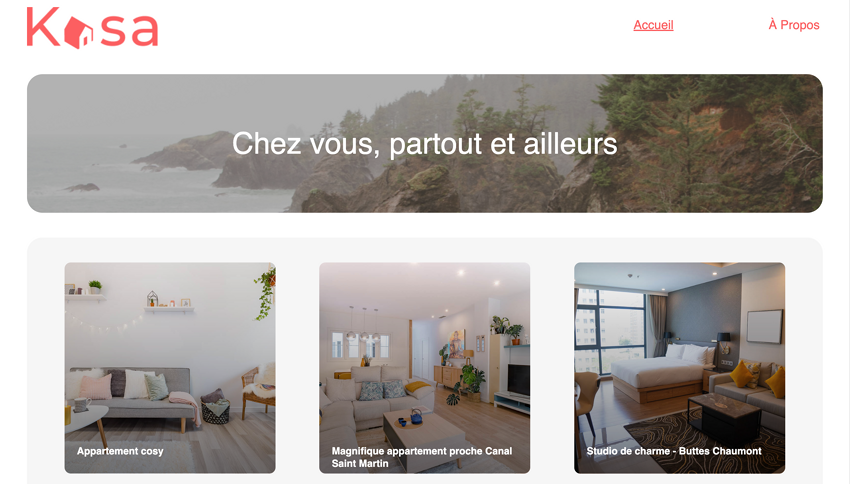 Kasa
Accueil
À Propos
Chez vous, partout et ailleurs
Appartement cosy
Magnifique appartement proche Canal
Saint Martin
Studio de charme - Buttes Chaumont